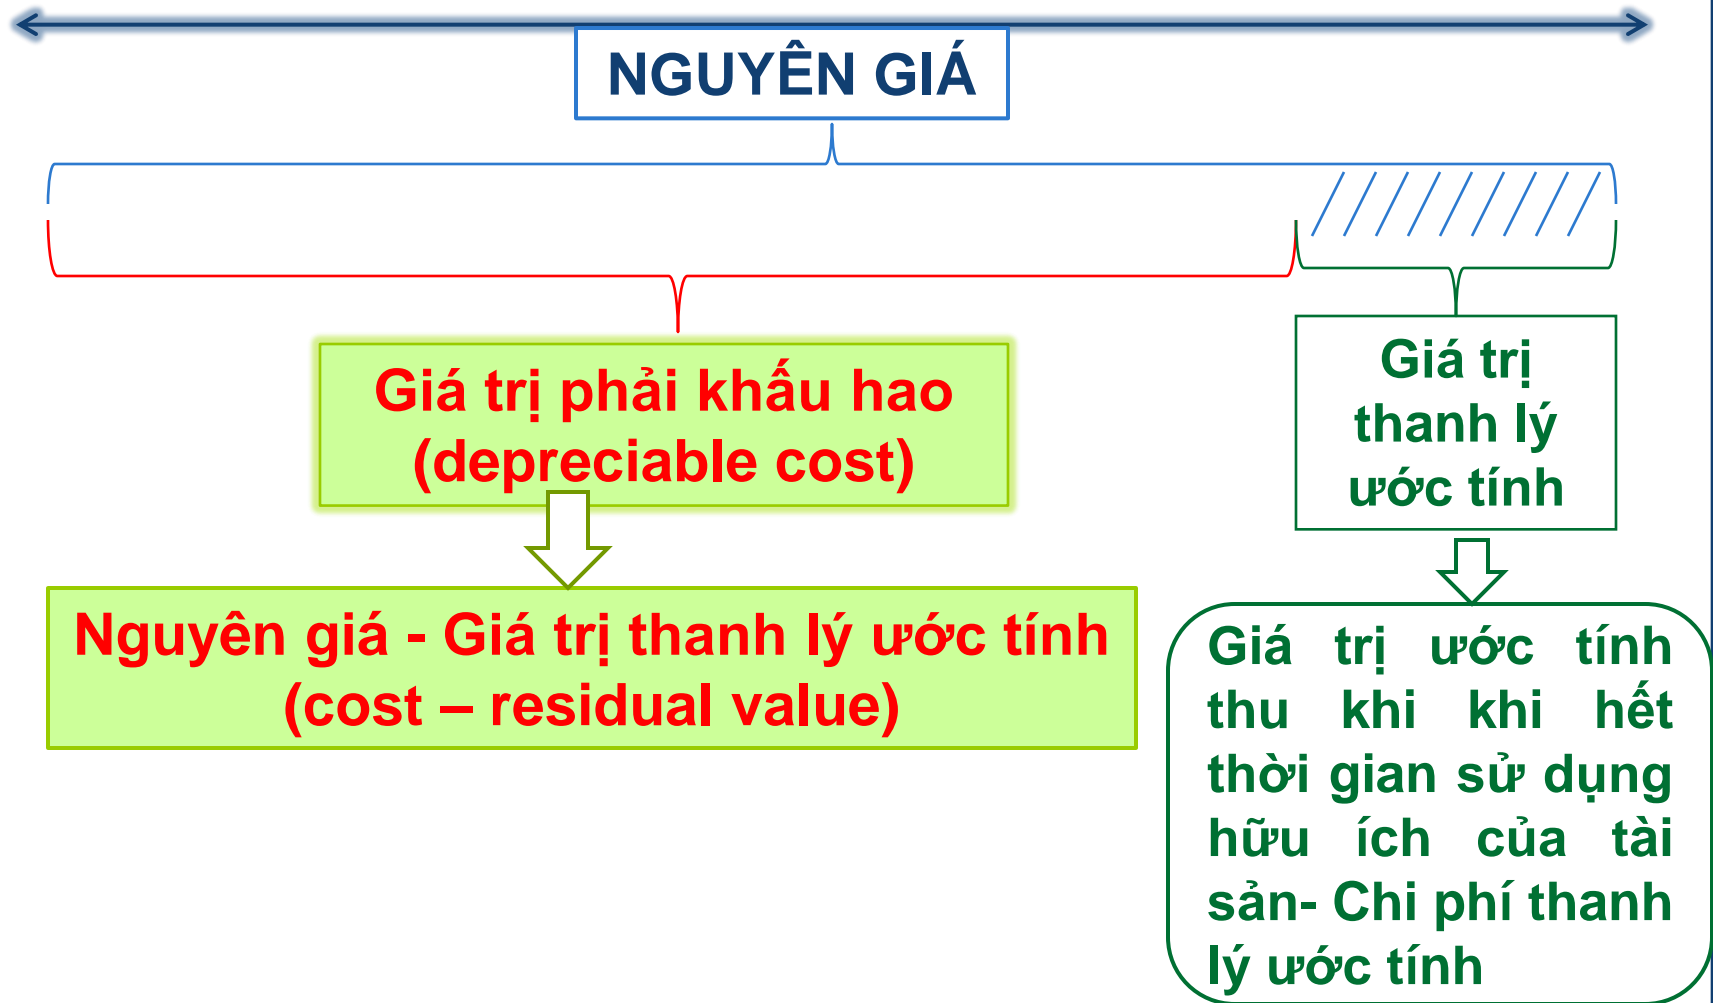 NGUYÊN GIÁ
Giá trị phải khấu hao
(depreciable cost)
Nguyên giá - Giá trị thanh lý ước tính
(cost – residual value)
Giá trị
thanh lý
ước tính
Giá trị ước tính
thu khi khi hết
thời gian sử dụng
hữu ích của tài
sản- Chi phí thanh
lý ước tính